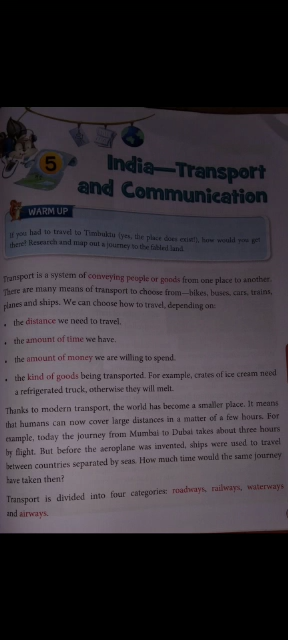 5
India—Transport
and Communication
WARM UP
If you had to travel to Timbuktu (yes, the place does exist!), how would you get
there? Research and map out a journey to the fabled land.
Transport is a system of conveying people or goods from one place to another.
There are many means of transport to choose from—bikes, buses, cars, trains,
planes and ships. We can choose how to travel, depending on:
• the distance we need to travel.
• the amount of time we have.
• the amount of money we are willing to spend.
• the kind of goods being transported. For example, crates of ice cream need
a refrigerated truck, otherwise they will melt.
Thanks to modern transport, the world has become a smaller place. It means
that humans can now cover large distances in a matter of a few hours. For
example, today the journey from Mumbai to Dubai takes about three hours
by flight. But before the aeroplane was invented, ships were used to travel
between countries separated by seas. How much time would the same journey
have taken then?
Transport is divided into four categories: roadways, railways, waterways
and airways.